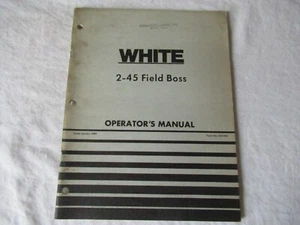 WHITE
2-45 Field Boss
OPERATOR'S MANUAL